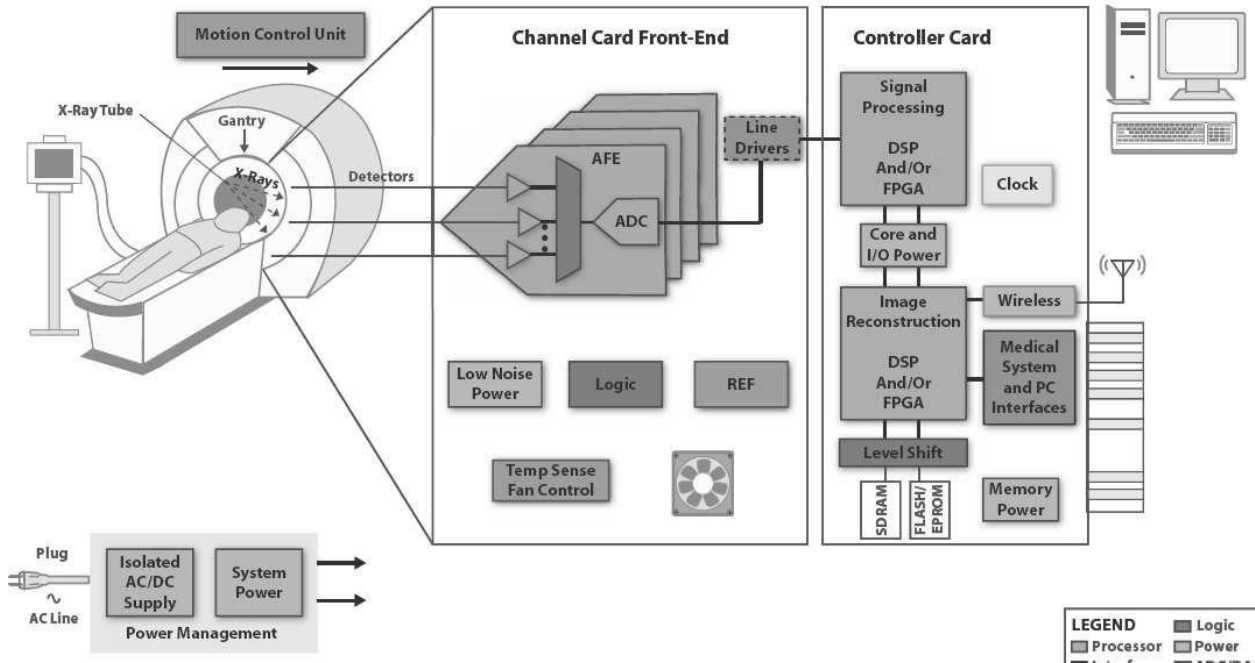 Motion Control Unit
X-Ray Tube
Gantry
X-Rays
Detectors
Channel Card Front-End
AFE
ADC
Line
Drivers
Low Noise
Power
Logic
REF
Temp Sense
Fan Control
Controller Card
Signal
Processing
DSP
And/Or
FPGA
Clock
Core and
I/O Power
Image
Reconstruction
DSP
And/Or
FPGA
Wireless
Medical
System
and PC
Interfaces
Level Shift
SDRAM
FLASH/
EPROM
Memory
Power
Plug
~
AC Line
Isolated
AC/DC
Supply
System
Power
Power Management
LEGEND
Logic
Processor
Power